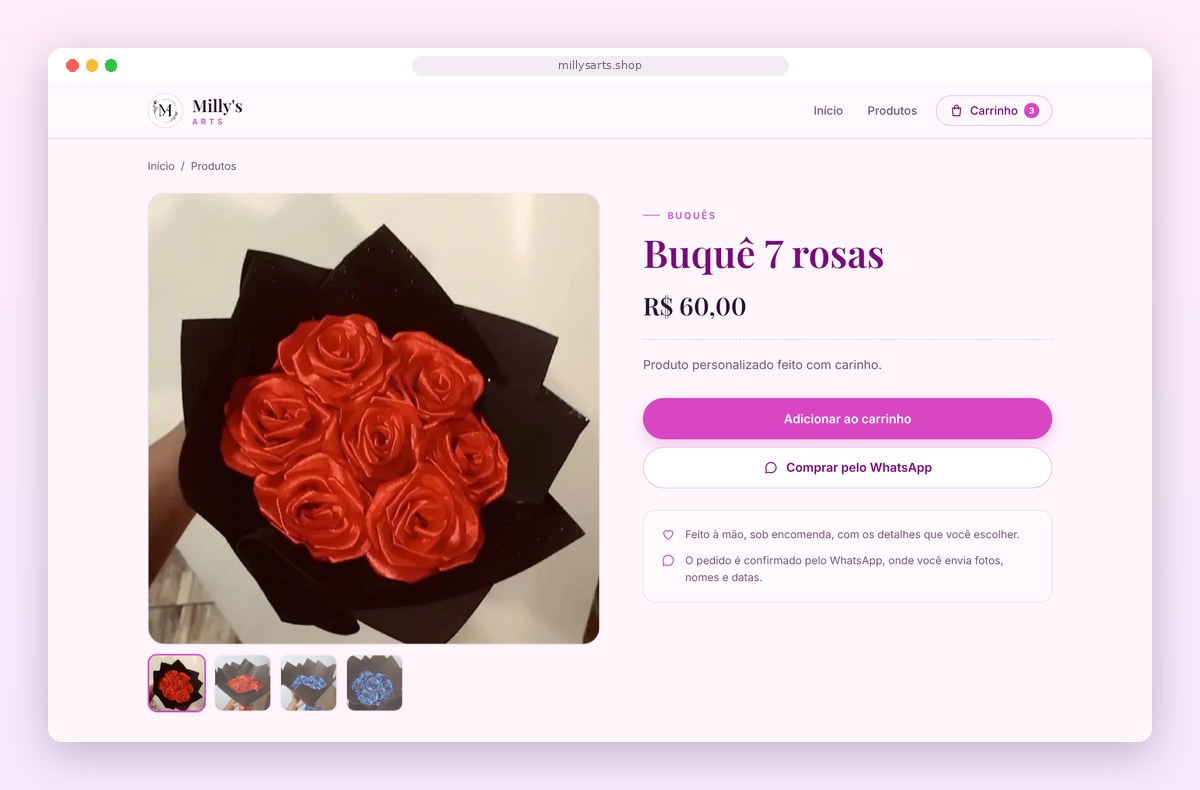 millysarts.shop
M
Milly's
ARTS
Início
Produtos
Carrinho 3
Início / Produtos
BUQUÊS
Buquê 7 rosas
R$ 60,00
Produto personalizado feito com carinho.
Adicionar ao carrinho
Comprar pelo WhatsApp
Feito à mão, sob encomenda, com os detalhes que você escolher.
O pedido é confirmado pelo WhatsApp, onde você envia fotos,
nomes e datas.